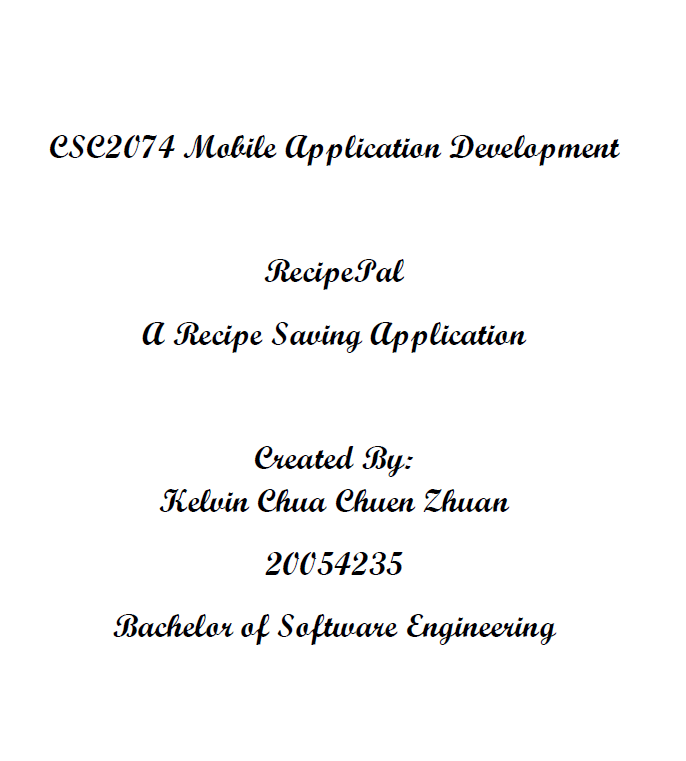 CSC2074 Mobile Application Development
RecipePal
A Recipe Saving Application
Created By:
Kelvin Chua Chuen Zhuan
20054235
Bachelor of Software Engineering